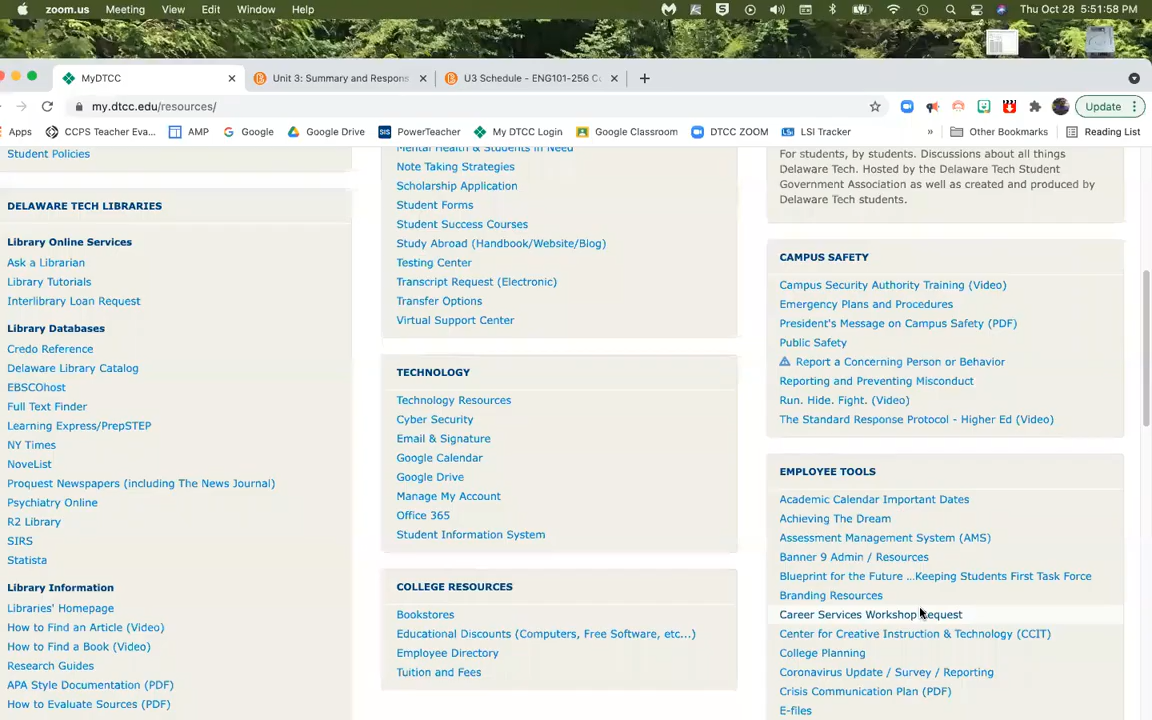 zoom.us Meeting View Edit Window Help Thu Oct 28 5:51:58 PM
MyDTCC
Unit 3: Summary and Respons
U3 Schedule - ENG101-256 Co
my.dtcc.edu/resources/
Update
Apps CCPS Teacher Eva... AMP Google Google Drive PowerTeacher My DTCC Login Google Classroom DTCC ZOOM LSI Tracker » Other Bookmarks Reading List
Student Policies
DELAWARE TECH LIBRARIES
Library Online Services
Ask a Librarian
Library Tutorials
Interlibrary Loan Request
Library Databases
Credo Reference
Delaware Library Catalog
EBSCOhost
Full Text Finder
Learning Express/PrepSTEP
NY Times
NoveList
Proquest Newspapers (including The News Journal)
Psychiatry Online
R2 Library
SIRS
Statista
Library Information
Libraries' Homepage
How to Find an Article (Video)
How to Find a Book (Video)
Research Guides
APA Style Documentation (PDF)
How to Evaluate Sources (PDF)
Mental Health & Students in Need
Note Taking Strategies
Scholarship Application
Student Forms
Student Success Courses
Study Abroad (Handbook/Website/Blog)
Testing Center
Transcript Request (Electronic)
Transfer Options
Virtual Support Center
TECHNOLOGY
Technology Resources
Cyber Security
Email & Signature
Google Calendar
Google Drive
Manage My Account
Office 365
Student Information System
COLLEGE RESOURCES
Bookstores
Educational Discounts (Computers, Free Software, etc...)
Employee Directory
Tuition and Fees
For students, by students. Discussions about all things
Delaware Tech. Hosted by the Delaware Tech Student
Government Association as well as created and produced by
Delaware Tech students.
CAMPUS SAFETY
Campus Security Authority Training (Video)
Emergency Plans and Procedures
President's Message on Campus Safety (PDF)
Public Safety
Report a Concerning Person or Behavior
Reporting and Preventing Misconduct
Run. Hide. Fight. (Video)
The Standard Response Protocol - Higher Ed (Video)
EMPLOYEE TOOLS
Academic Calendar Important Dates
Achieving The Dream
Assessment Management System (AMS)
Banner 9 Admin / Resources
Blueprint for the Future ...Keeping Students First Task Force
Branding Resources
Career Services Workshop Request
Center for Creative Instruction & Technology (CCIT)
College Planning
Coronavirus Update / Survey / Reporting
Crisis Communication Plan (PDF)
E-files